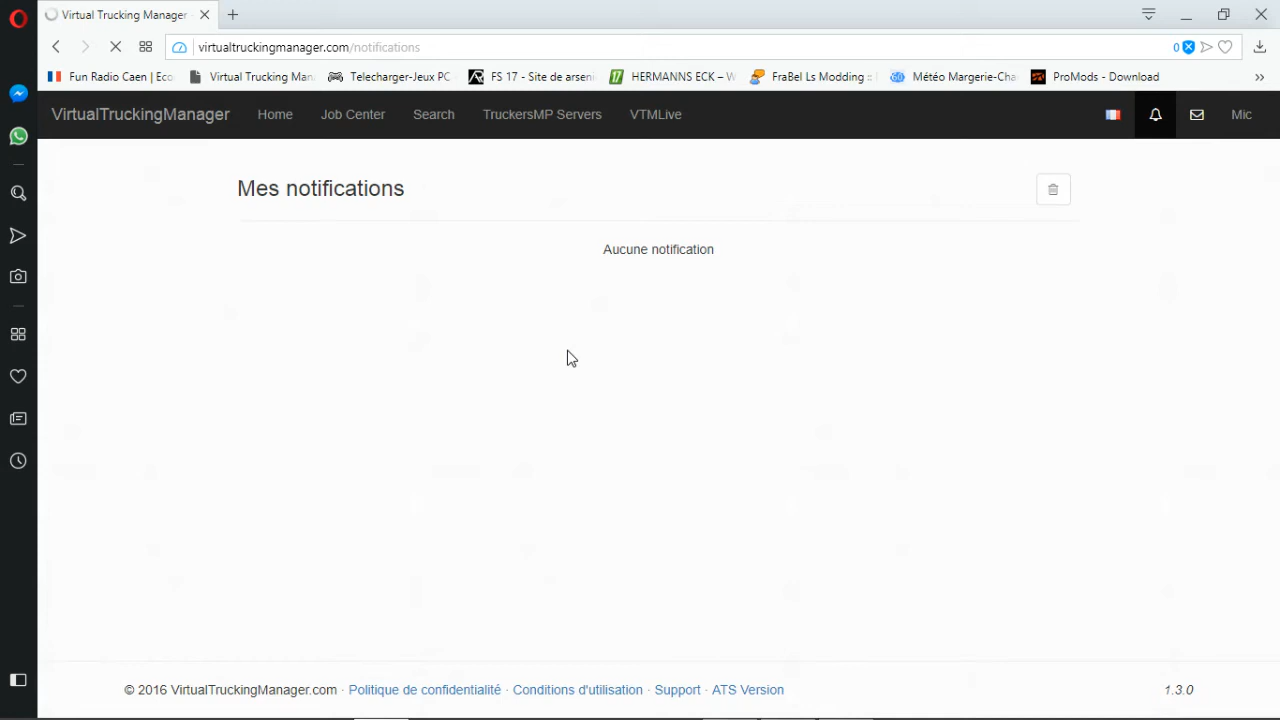 Virtual Trucking Manager
virtualtruckingmanager.com/notifications
0
Fun Radio Caen | Eco
Virtual Trucking Man
Telecharger-Jeux PC
FS 17 - Site de arseni
17 HERMANNS ECK – W
FraBel Ls Modding ::
Météo Margerie-Cha
ProMods - Download
VirtualTruckingManager
Home
Job Center
Search
TruckersMP Servers
VTMLive
Mic
Mes notifications
Aucune notification
© 2016 VirtualTruckingManager.com · Politique de confidentialité · Conditions d'utilisation · Support · ATS Version
1.3.0